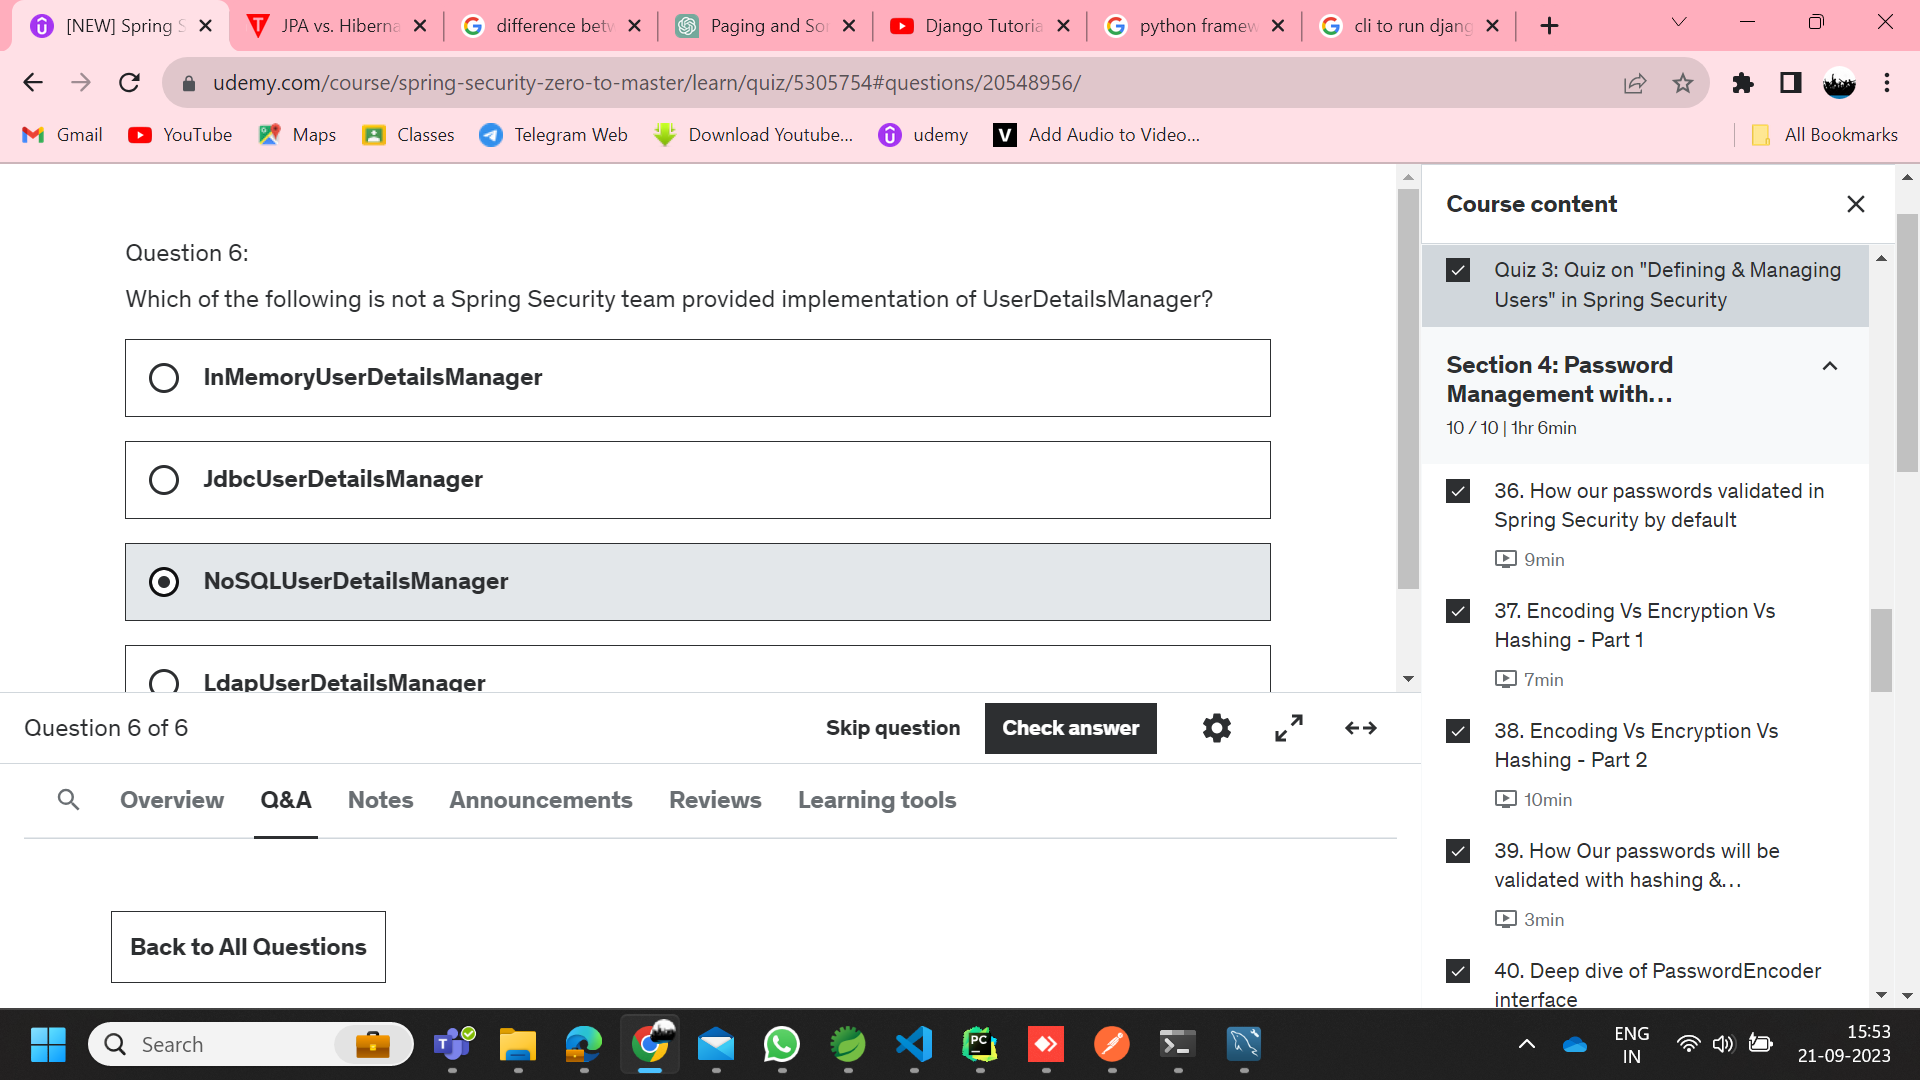 [NEW] Spring S
JPA vs. Hiberna
difference betw
Paging and Sor
Django Tutoria
python framew
cli to run djang
udemy.com/course/spring-security-zero-to-master/learn/quiz/5305754#questions/20548956/
Gmail
YouTube
Maps
Classes
Telegram Web
Download Youtube...
udemy
Add Audio to Video...
All Bookmarks
Question 6:
Which of the following is not a Spring Security team provided implementation of UserDetailsManager?
InMemoryUserDetailsManager
JdbcUserDetailsManager
NoSQLUserDetailsManager
LdapUserDetailsManager
Question 6 of 6
Skip question
Check answer
Overview
Q&A
Notes
Announcements
Reviews
Learning tools
Back to All Questions
Course content
Quiz 3: Quiz on "Defining & Managing
Users" in Spring Security
Section 4: Password
Management with...
10 / 10 | 1hr 6min
36. How our passwords validated in
Spring Security by default
9min
37. Encoding Vs Encryption Vs
Hashing - Part 1
7min
38. Encoding Vs Encryption Vs
Hashing - Part 2
10min
39. How Our passwords will be
validated with hashing &...
3min
40. Deep dive of PasswordEncoder
interface
Search
PC
ENG
IN
15:53
21-09-2023